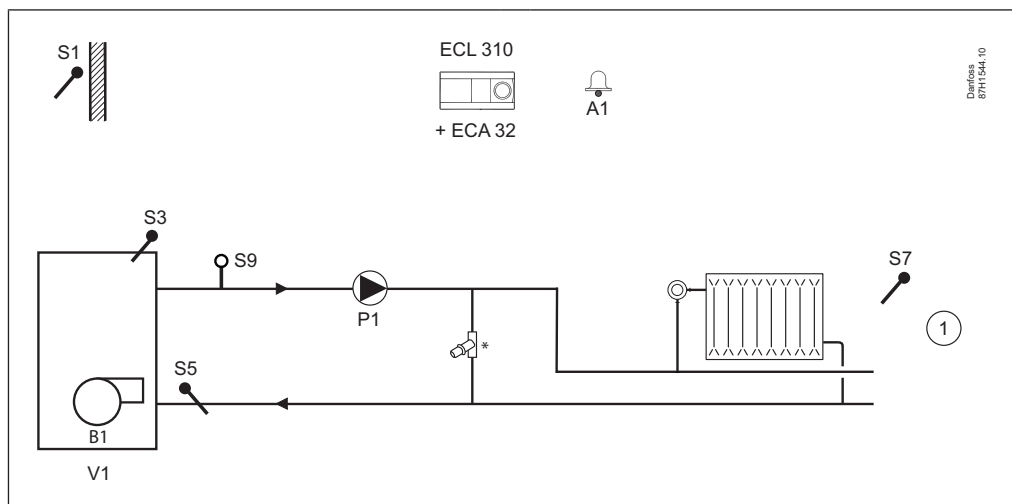 S1
ECL 310
+ ECA 32
A1
Danfoss
87H1544.10
S3
S9
P1
*
S7
1
S5
B1
V1